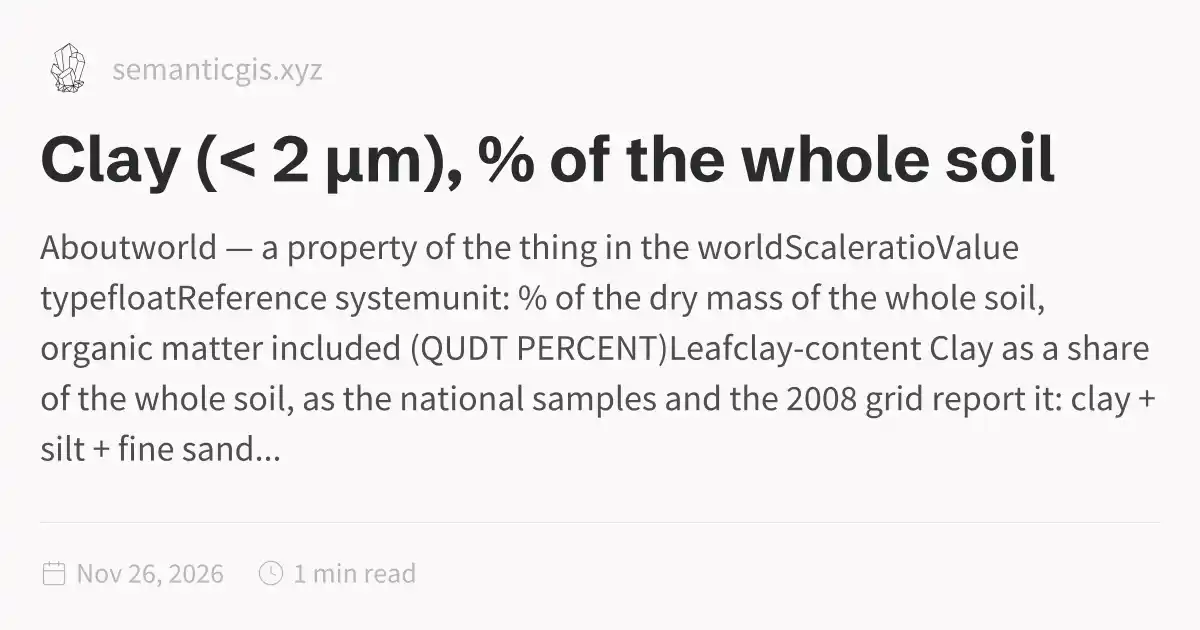 semanticgis.xyz
Clay (< 2 µm), % of the whole soil
Aboutworld — a property of the thing in the worldScaleratioValue
typefloatReference systemunit: % of the dry mass of the whole soil,
organic matter included (QUDT PERCENT)Leafclay-content Clay as a share
of the whole soil, as the national samples and the 2008 grid report it: clay +
silt + fine sand...
Nov 26, 2026 1 min read